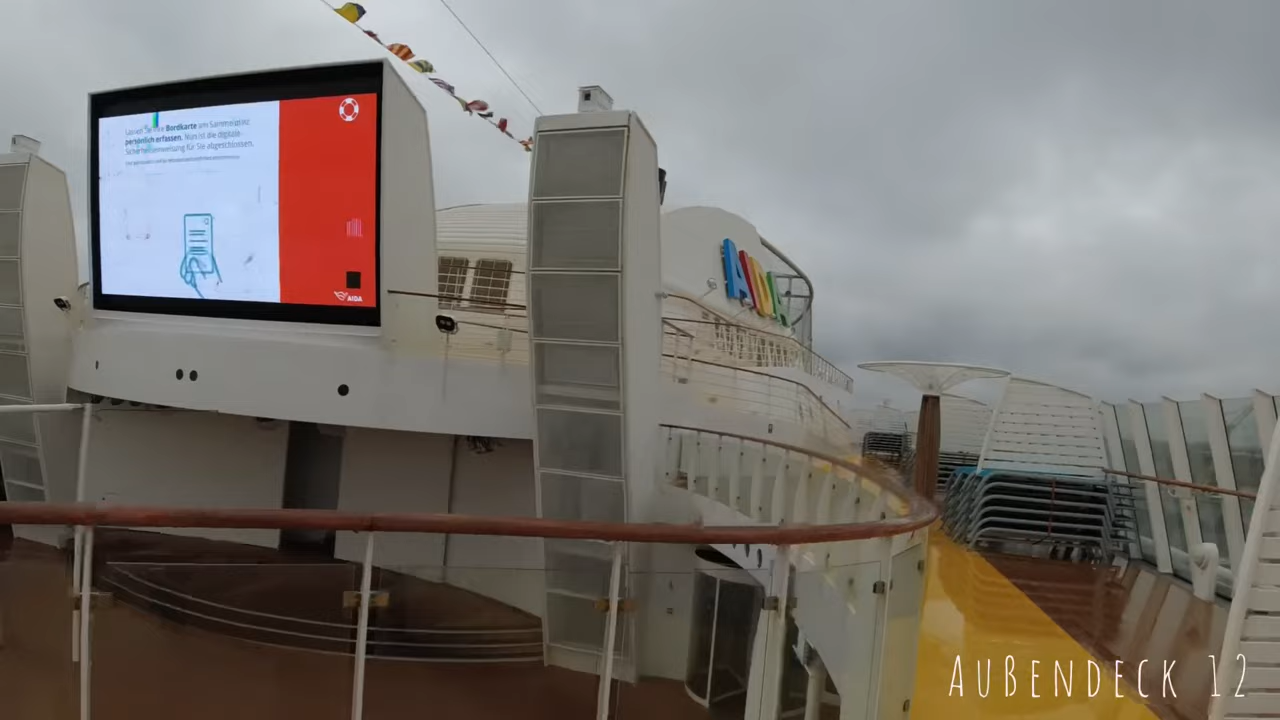 Lassen Sie Ihre Bordkarte am Sammelplatz
persönlich erfassen. Nun ist die digitale
Sicherheitseinweisung für Sie abgeschlossen.
AIDA
AIDA
AUßENDECK 12